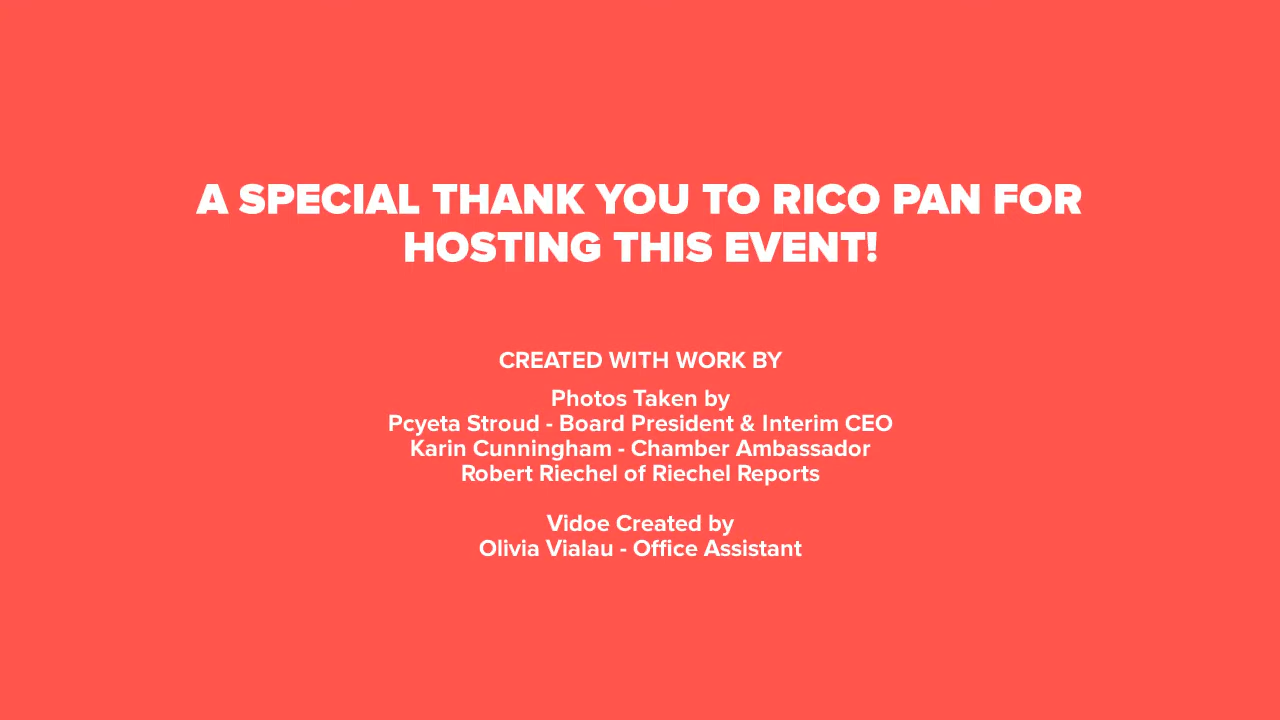 A SPECIAL THANK YOU TO RICO PAN FOR
HOSTING THIS EVENT!
CREATED WITH WORK BY
Photos Taken by
Pcyeta Stroud - Board President & Interim CEO
Karin Cunningham - Chamber Ambassador
Robert Riechel of Riechel Reports
Vidoe Created by
Olivia Vialau - Office Assistant